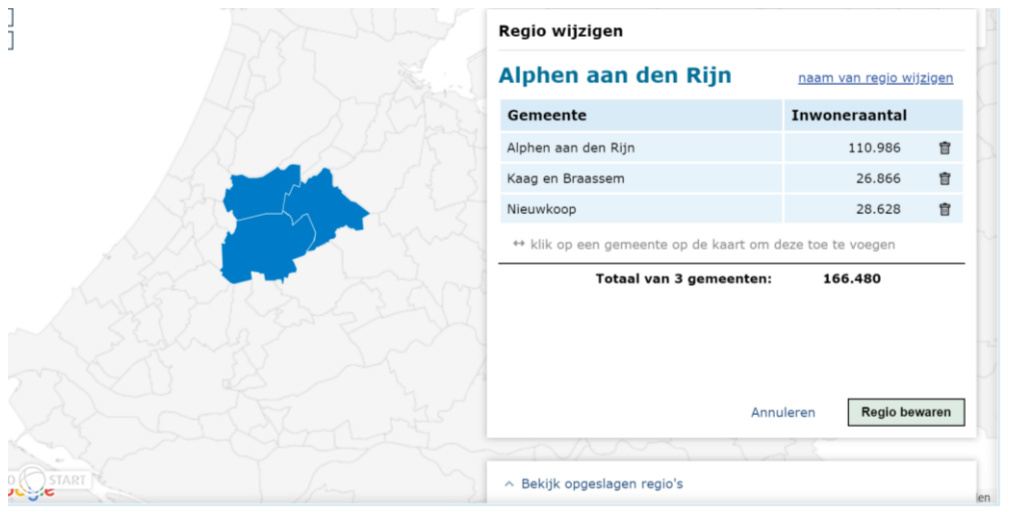 Regio wijzigen
Alphen aan den Rijn naam van regio wijzigen
Gemeente Inwoneraantal
Alphen aan den Rijn 110.986
Kaag en Braassem 26.866
Nieuwkoop 28.628
↔ klik op een gemeente op de kaart om deze toe te voegen
Totaal van 3 gemeenten: 166.480
Annuleren Regio bewaren
Bekijk opgeslagen regio's
START